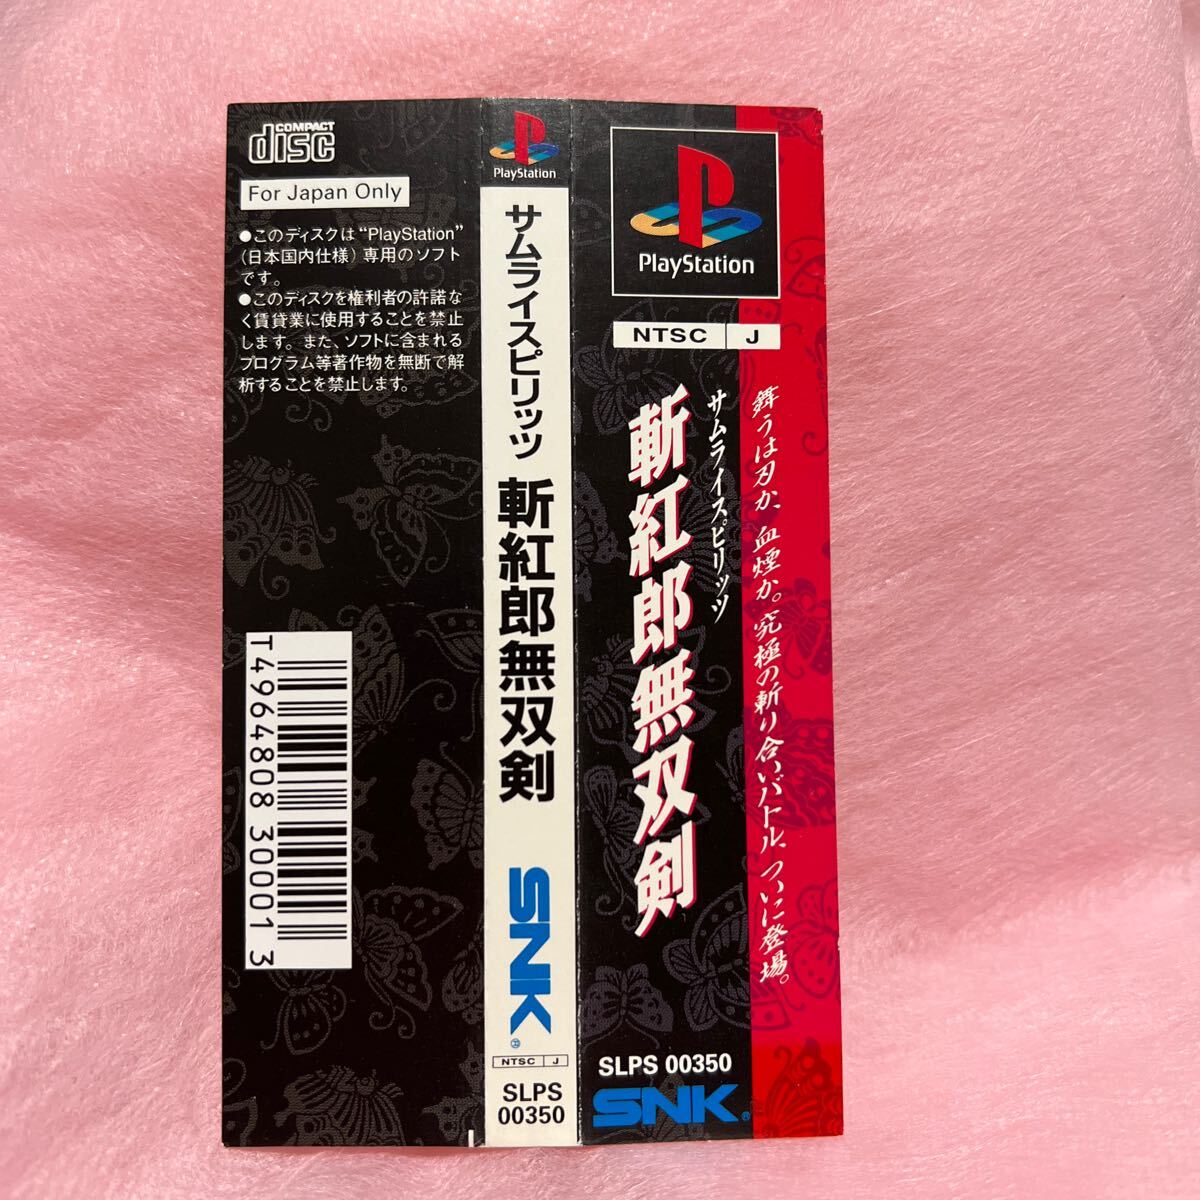 COMPACT
disc
For Japan Only
●このディスクは“PlayStation”
(日本国内仕様)専用のソフト
です。
●このディスクを権利者の許諾な
く賃貸業に使用することを禁止
します。また、ソフトに含まれる
プログラム等著作物を無断で解
析することを禁止します。
T4964808 30001 3
PlayStation
サムライスピリッツ 斬紅郎無双剣
SNK®
NTSC J
SLPS
00350
PlayStation
NTSC J
舞うは刃か、血煙か。究極の斬り合いバトル、ついに登場。
サムライスピリッツ
斬紅郎無双剣
SLPS 00350
SNK®